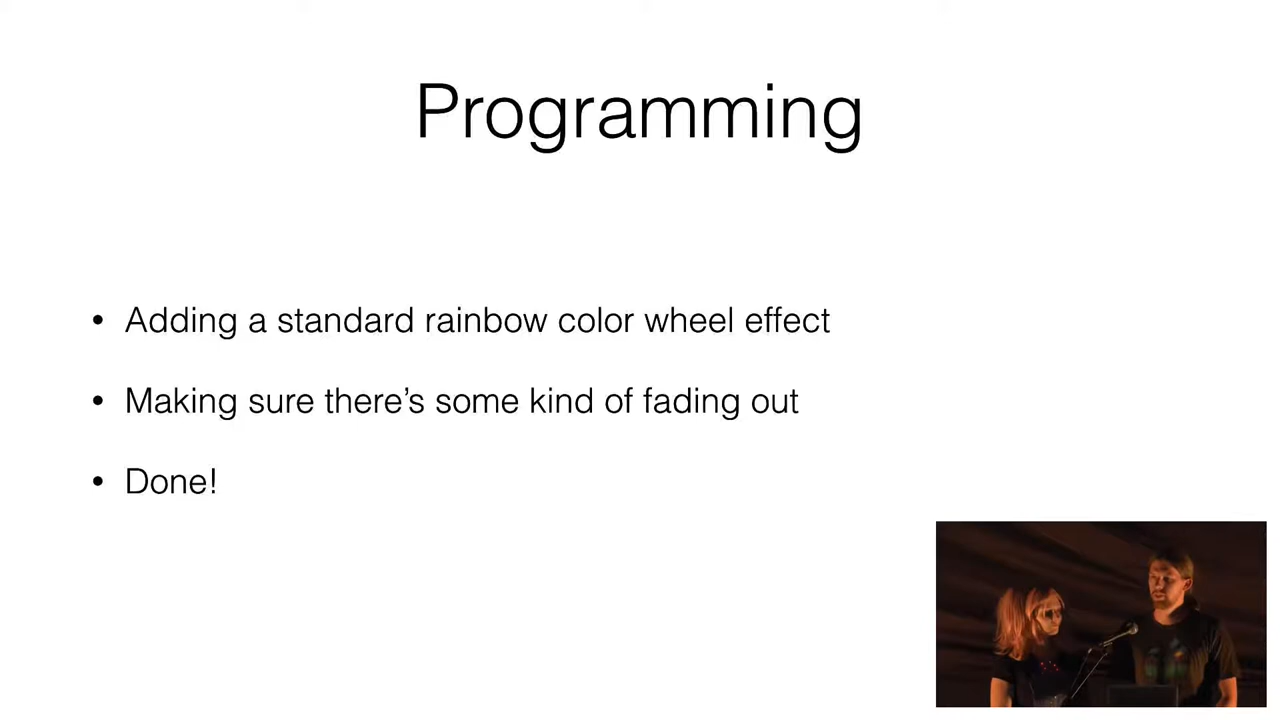 Programming
• Adding a standard rainbow color wheel effect
• Making sure there’s some kind of fading out
• Done!